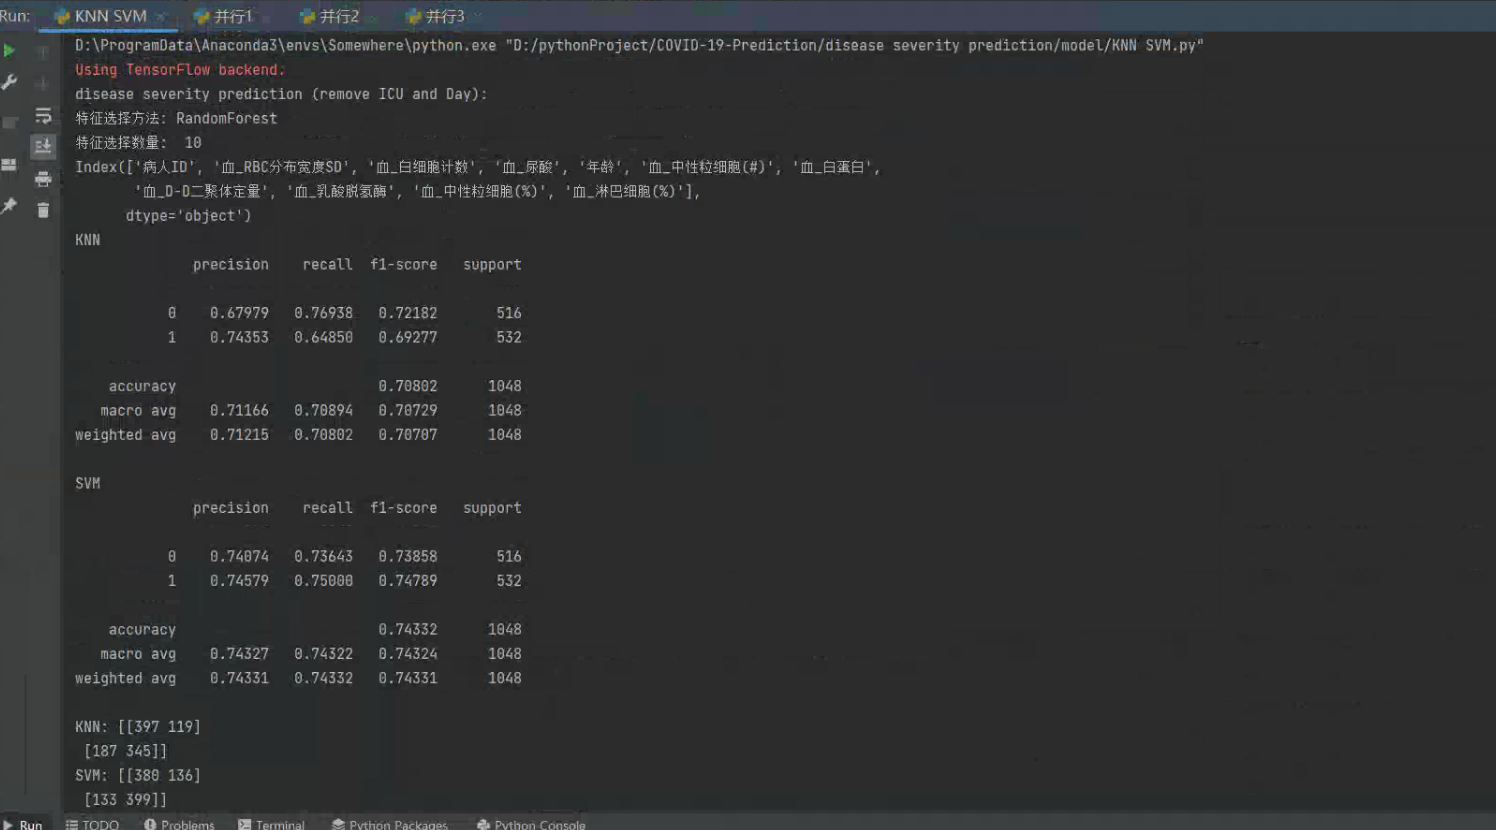 Run: KNN SVM × 并行1 × 并行2 × 并行3 ×
D:\ProgramData\Anaconda3\envs\Somewhere\python.exe "D:/pythonProject/COVID-19-Prediction/disease severity prediction/model/KNN SVM.py"
Using TensorFlow backend.
disease severity prediction (remove ICU and Day):
特征选择方法: RandomForest
特征选择数量: 10
Index(['病人ID', '血_RBC分布宽度SD', '血_白细胞计数', '血_尿酸', '年龄', '血_中性粒细胞(#)', '血_白蛋白',
'血_D-D二聚体定量', '血_乳酸脱氢酶', '血_中性粒细胞(%)', '血_淋巴细胞(%)'],
dtype='object')
KNN
precision recall f1-score support
0 0.67979 0.76938 0.72182 516
1 0.74353 0.64850 0.69277 532
accuracy 0.70802 1048
macro avg 0.71166 0.70894 0.70729 1048
weighted avg 0.71215 0.70802 0.70707 1048
SVM
precision recall f1-score support
0 0.74074 0.73643 0.73858 516
1 0.74579 0.75000 0.74789 532
accuracy 0.74332 1048
macro avg 0.74327 0.74322 0.74324 1048
weighted avg 0.74331 0.74332 0.74331 1048
KNN: [[397 119]
[187 345]]
SVM: [[380 136]
[133 399]]
Run TODO Problems Terminal Python Packages Python Console